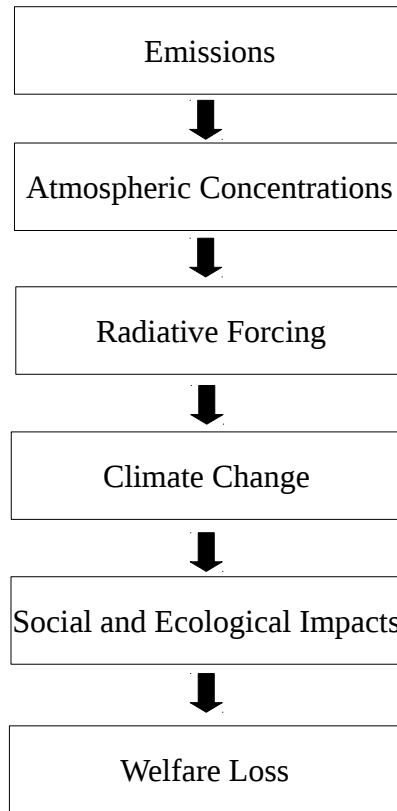 Emissions
Atmospheric Concentrations
Radiative Forcing
Climate Change
Social and Ecological Impacts
Welfare Loss